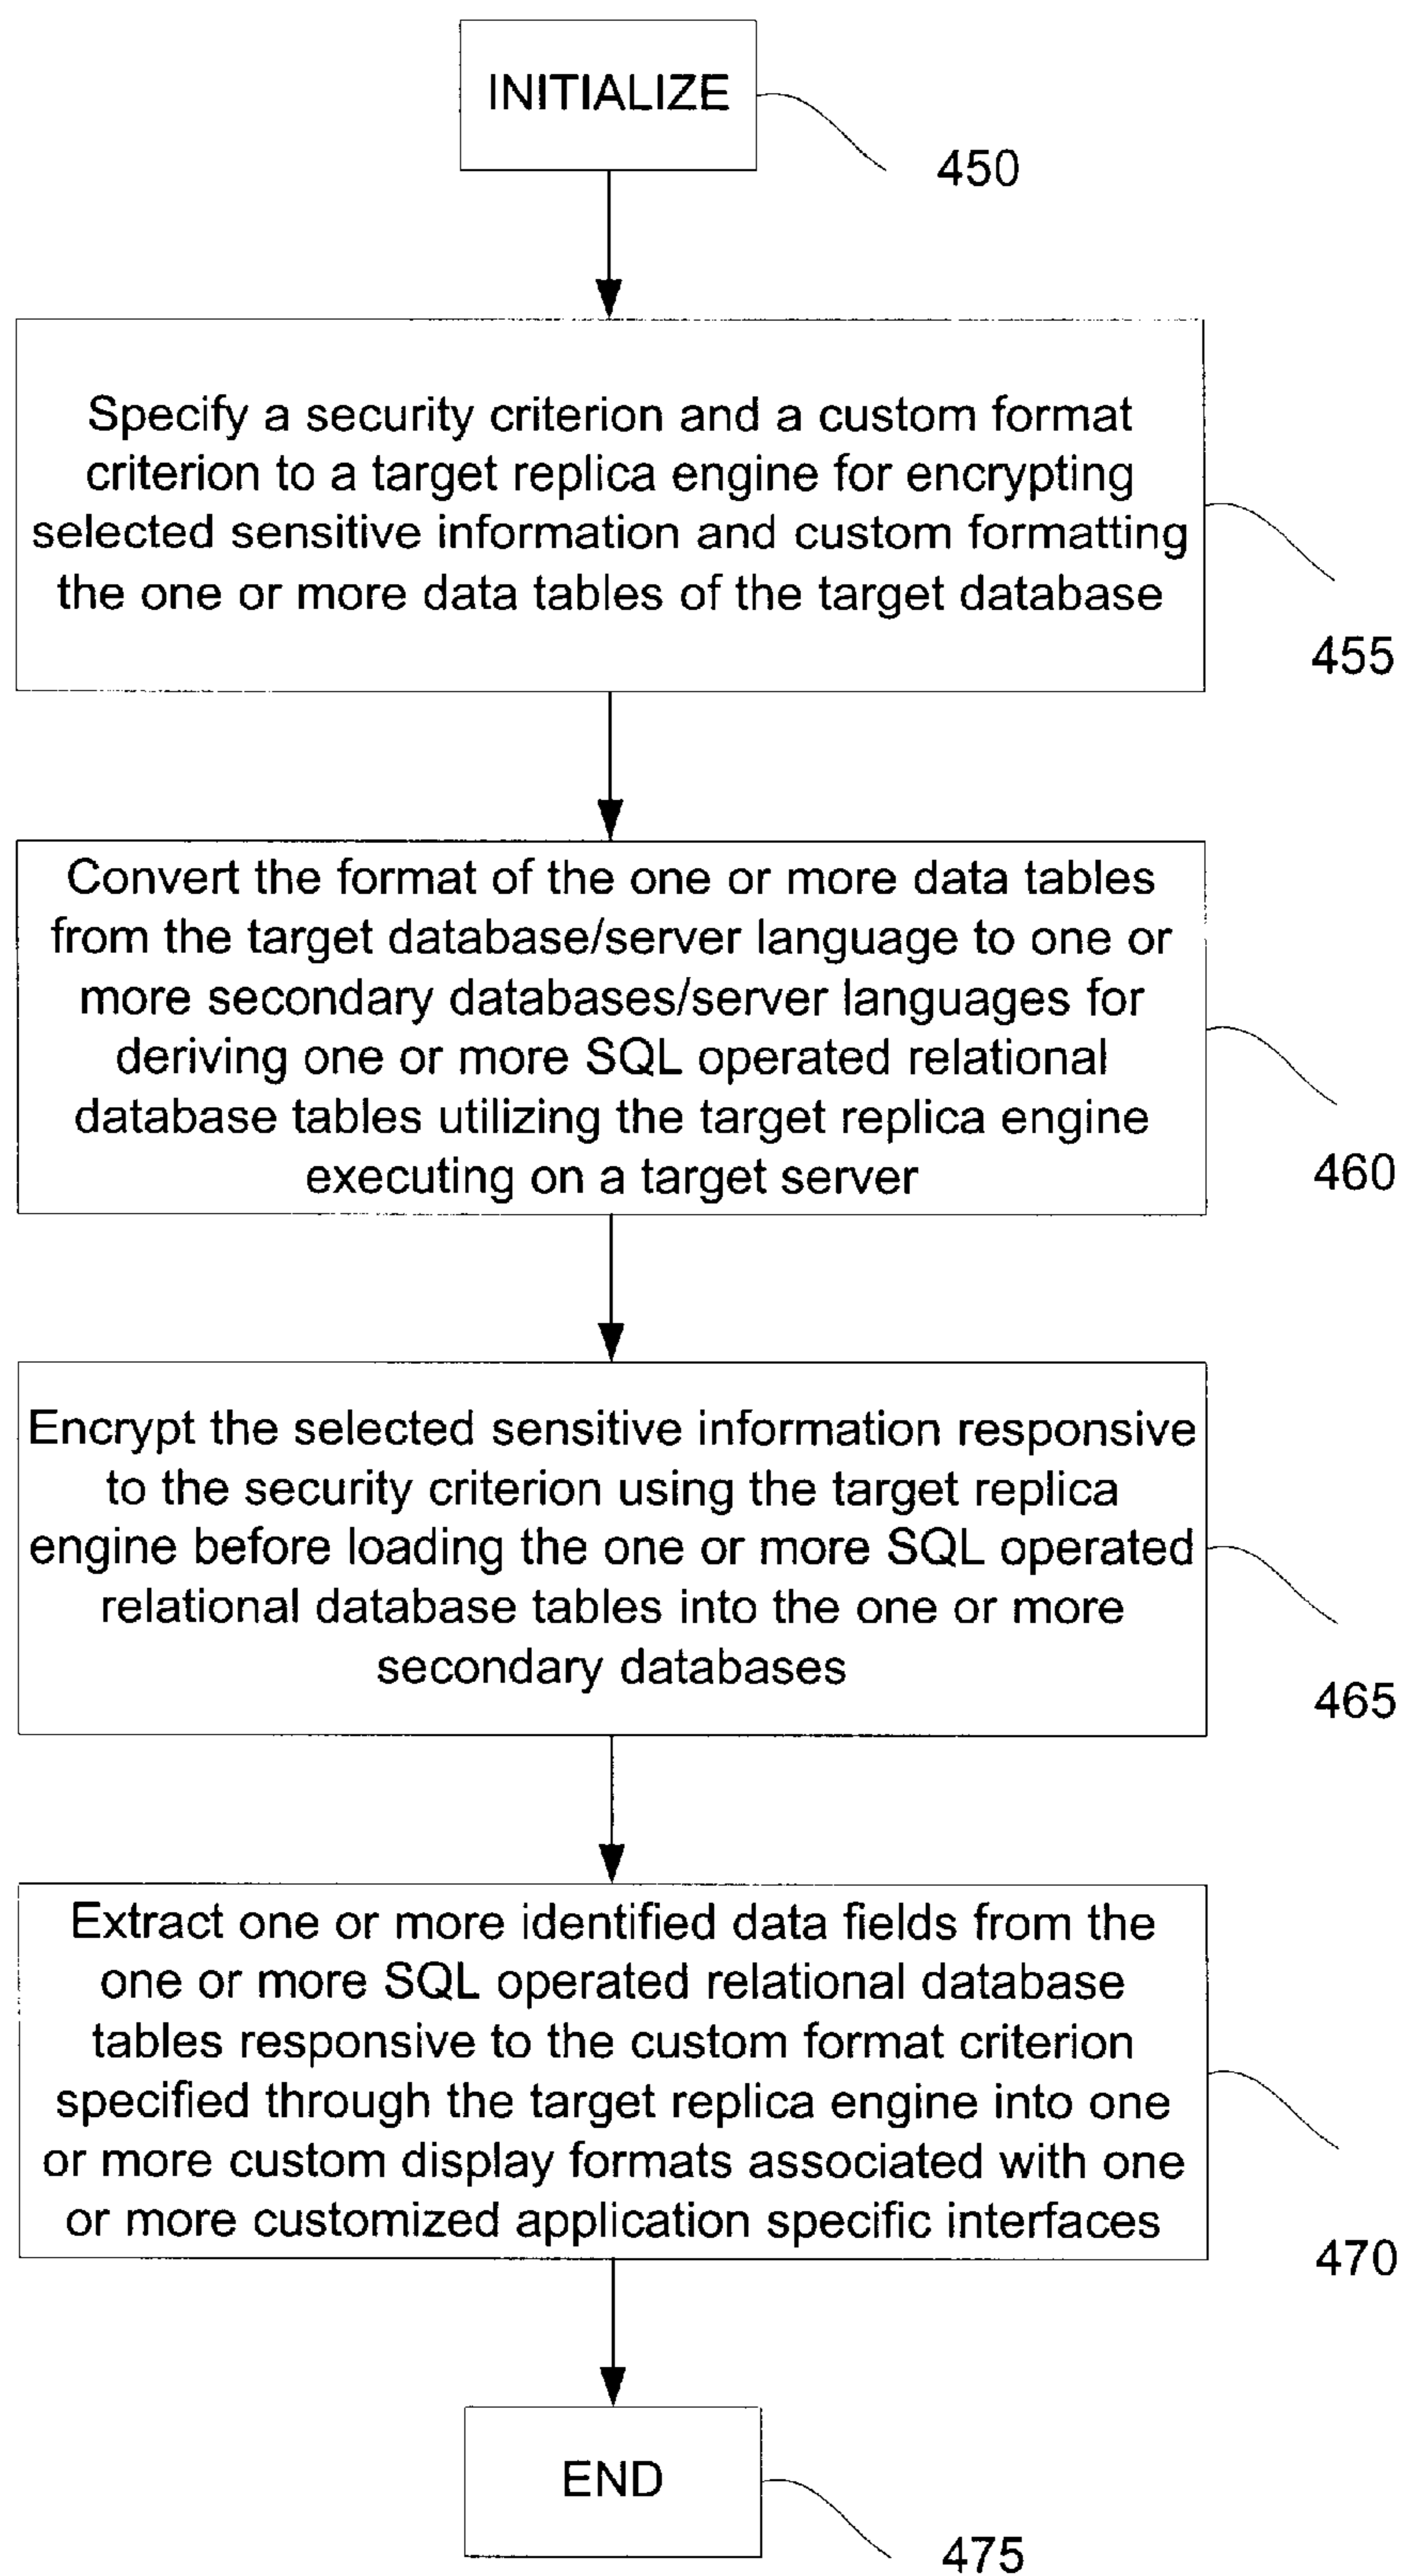 INITIALIZE
450
Specify a security criterion and a custom format
criterion to a target replica engine for encrypting
selected sensitive information and custom formatting
the one or more data tables of the target database
455
Convert the format of the one or more data tables
from the target database/server language to one or
more secondary databases/server languages for
deriving one or more SQL operated relational
database tables utilizing the target replica engine
executing on a target server
460
Encrypt the selected sensitive information responsive
to the security criterion using the target replica
engine before loading the one or more SQL operated
relational database tables into the one or more
secondary databases
465
Extract one or more identified data fields from the
one or more SQL operated relational database
tables responsive to the custom format criterion
specified through the target replica engine into one
or more custom display formats associated with one
or more customized application specific interfaces
470
END
475